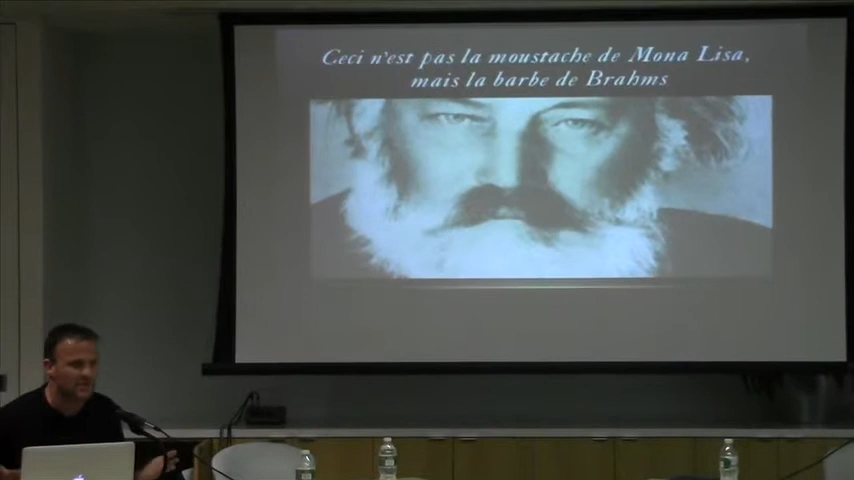 Ceci n'est pas la moustache de Mona Lisa,
mais la barbe de Brahms